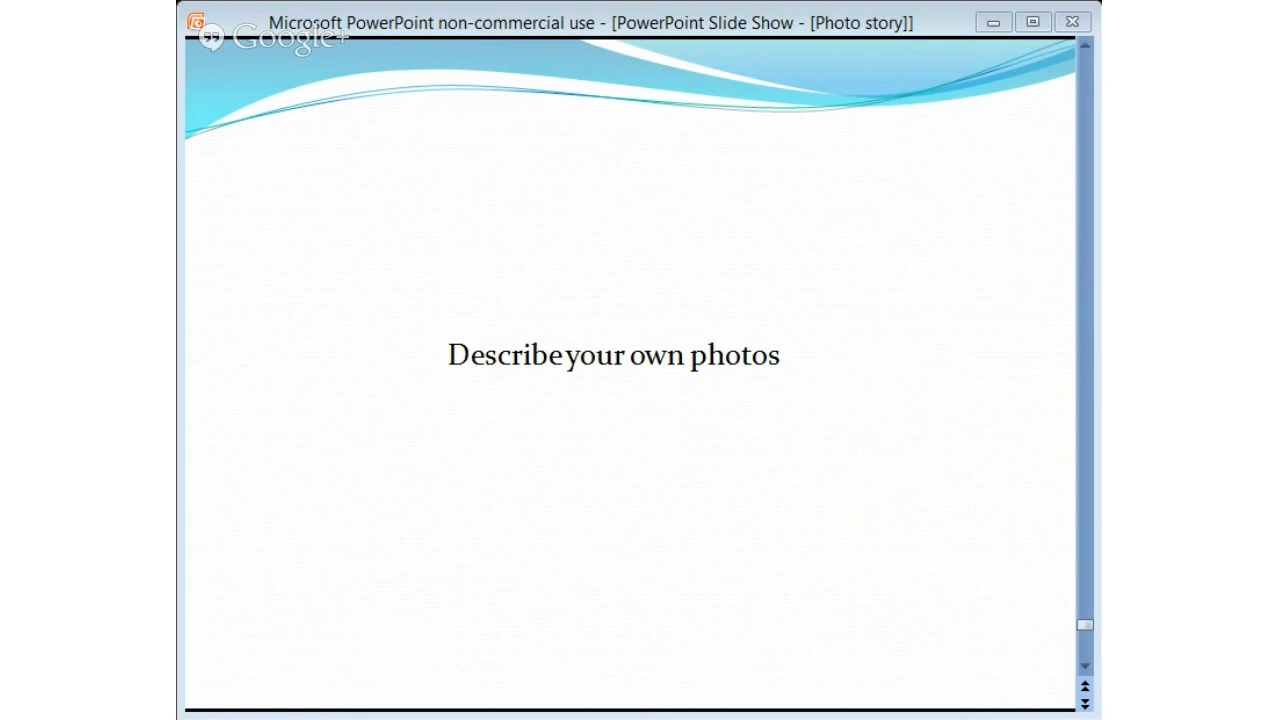 Microsoft PowerPoint non-commercial use - [PowerPoint Slide Show - [Photo story]]
Google+
Describe your own photos